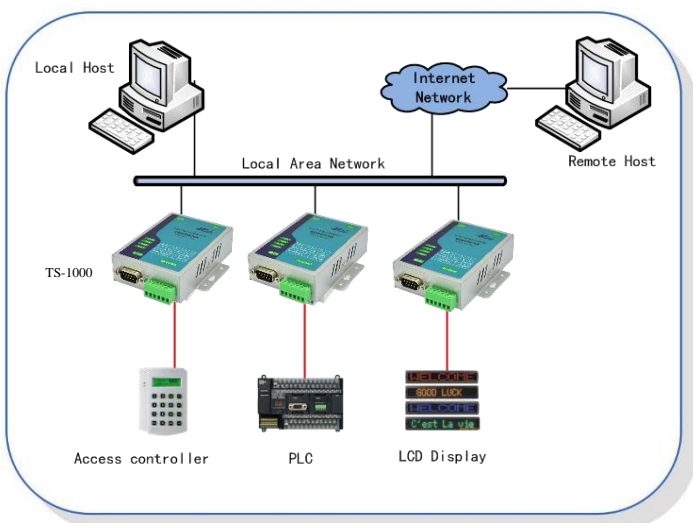 Local Host
Internet
Network
Remote Host
Local Area Network
TS-1000
WELCOME
GOOD LUCK
WELCOME
C'est La vie
Access controller
PLC
LCD Display